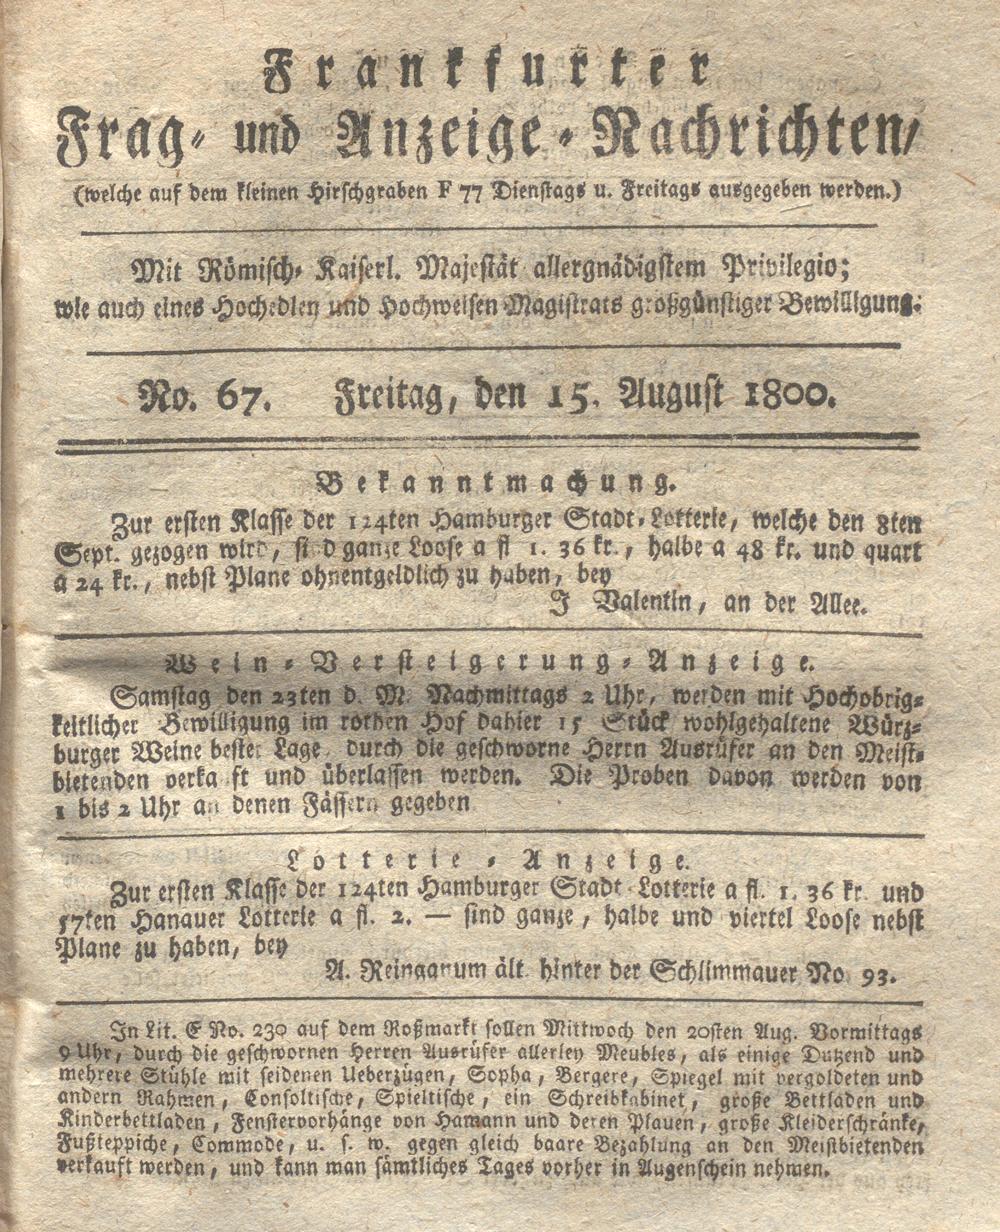 Frankfurter
Frag- und Anzeige-Nachrichten,
(welche auf dem kleinen Hirschgraben F 77 Dienstags u. Freitags ausgegeben werden.)
Mit Römisch- Kaiserl. Majestät allergnädigstem Privilegio;
wie auch eines Hochedlen und Hochweisen Magistrats großgünstiger Bewilligung.
No. 67. Freitag, den 15. August 1800.
Bekanntmachung.
Zur ersten Klasse der 124ten Hamburger Stadt-Lotterie, welche den 8ten
Sept. gezogen wird, sind ganze Loose a fl 1. 36 kr., halbe a 48 kr. und quart
a 24 kr., nebst Plane ohnentgeldlich zu haben, bey
J Valentin, an der Allee.
Wein-Versteigerung-Anzeige.
Samstag den 23ten d. M. Nachmittags 2 Uhr, werden mit Hochobrig-
keitlicher Bewilligung im rothen Hof dahier 15 Stück wohlgehaltene Würz-
burger Weine bester Lage, durch die geschworne Herrn Ausrüfer an den Meist-
bietenden verkauft und überlassen werden. Die Proben davon werden von
1 bis 2 Uhr an denen Fässern gegeben
Lotterie-Anzeige.
Zur ersten Klasse der 124ten Hamburger Stadt-Lotterie a fl. 1. 36 kr. und
57ten Hanauer Lotterie a fl. 2. — sind ganze, halbe und viertel Loose nebst
Plane zu haben, bey
A. Reinganum ält. hinter der Schlimmauer No 93.
In Lit. E No. 230 auf dem Roßmarkt sollen Mittwoch den 20sten Aug. Vormittags
9 Uhr, durch die geschwornen Herren Ausrüfer allerley Meubles, als einige Dutzend und
mehrere Stühle mit seidenen Ueberzügen, Sopha, Bergere, Spiegel mit vergoldeten und
andern Rahmen, Consoltische, Spieltische, ein Schreibkabinet, große Bettladen und
Kinderbettladen, Fenstervorhänge von Hamann und deren Plauen, große Kleiderschränke,
Fußteppiche, Commode, u. s. w. gegen gleich baare Bezahlung an den Meistbietenden
verkauft werden, und kann man sämtliches Tages vorher in Augenschein nehmen.